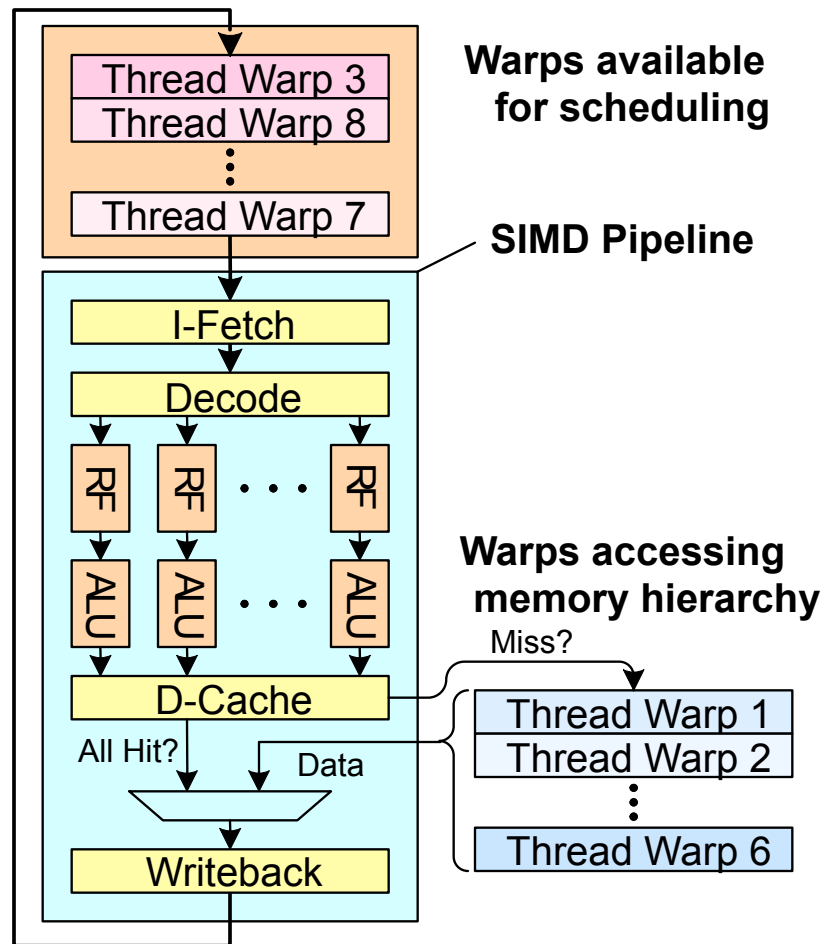 Thread Warp 3
Thread Warp 8
Thread Warp 7
Warps available
for scheduling
SIMD Pipeline
I-Fetch
Decode
RF
RF
RF
ALU
ALU
ALU
D-Cache
All Hit?
Data
Writeback
Warps accessing
memory hierarchy
Miss?
Thread Warp 1
Thread Warp 2
Thread Warp 6